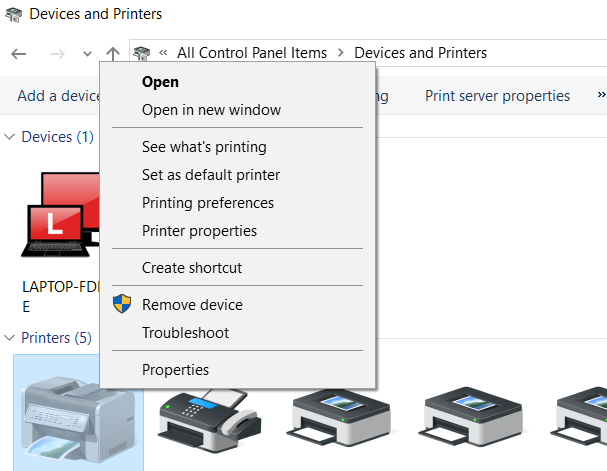 Devices and Printers
« All Control Panel Items > Devices and Printers
Add a device
ng
Print server properties
»
Devices (1)
L
LAPTOP-FD
E
Printers (5)
Open
Open in new window
See what's printing
Set as default printer
Printing preferences
Printer properties
Create shortcut
Remove device
Troubleshoot
Properties